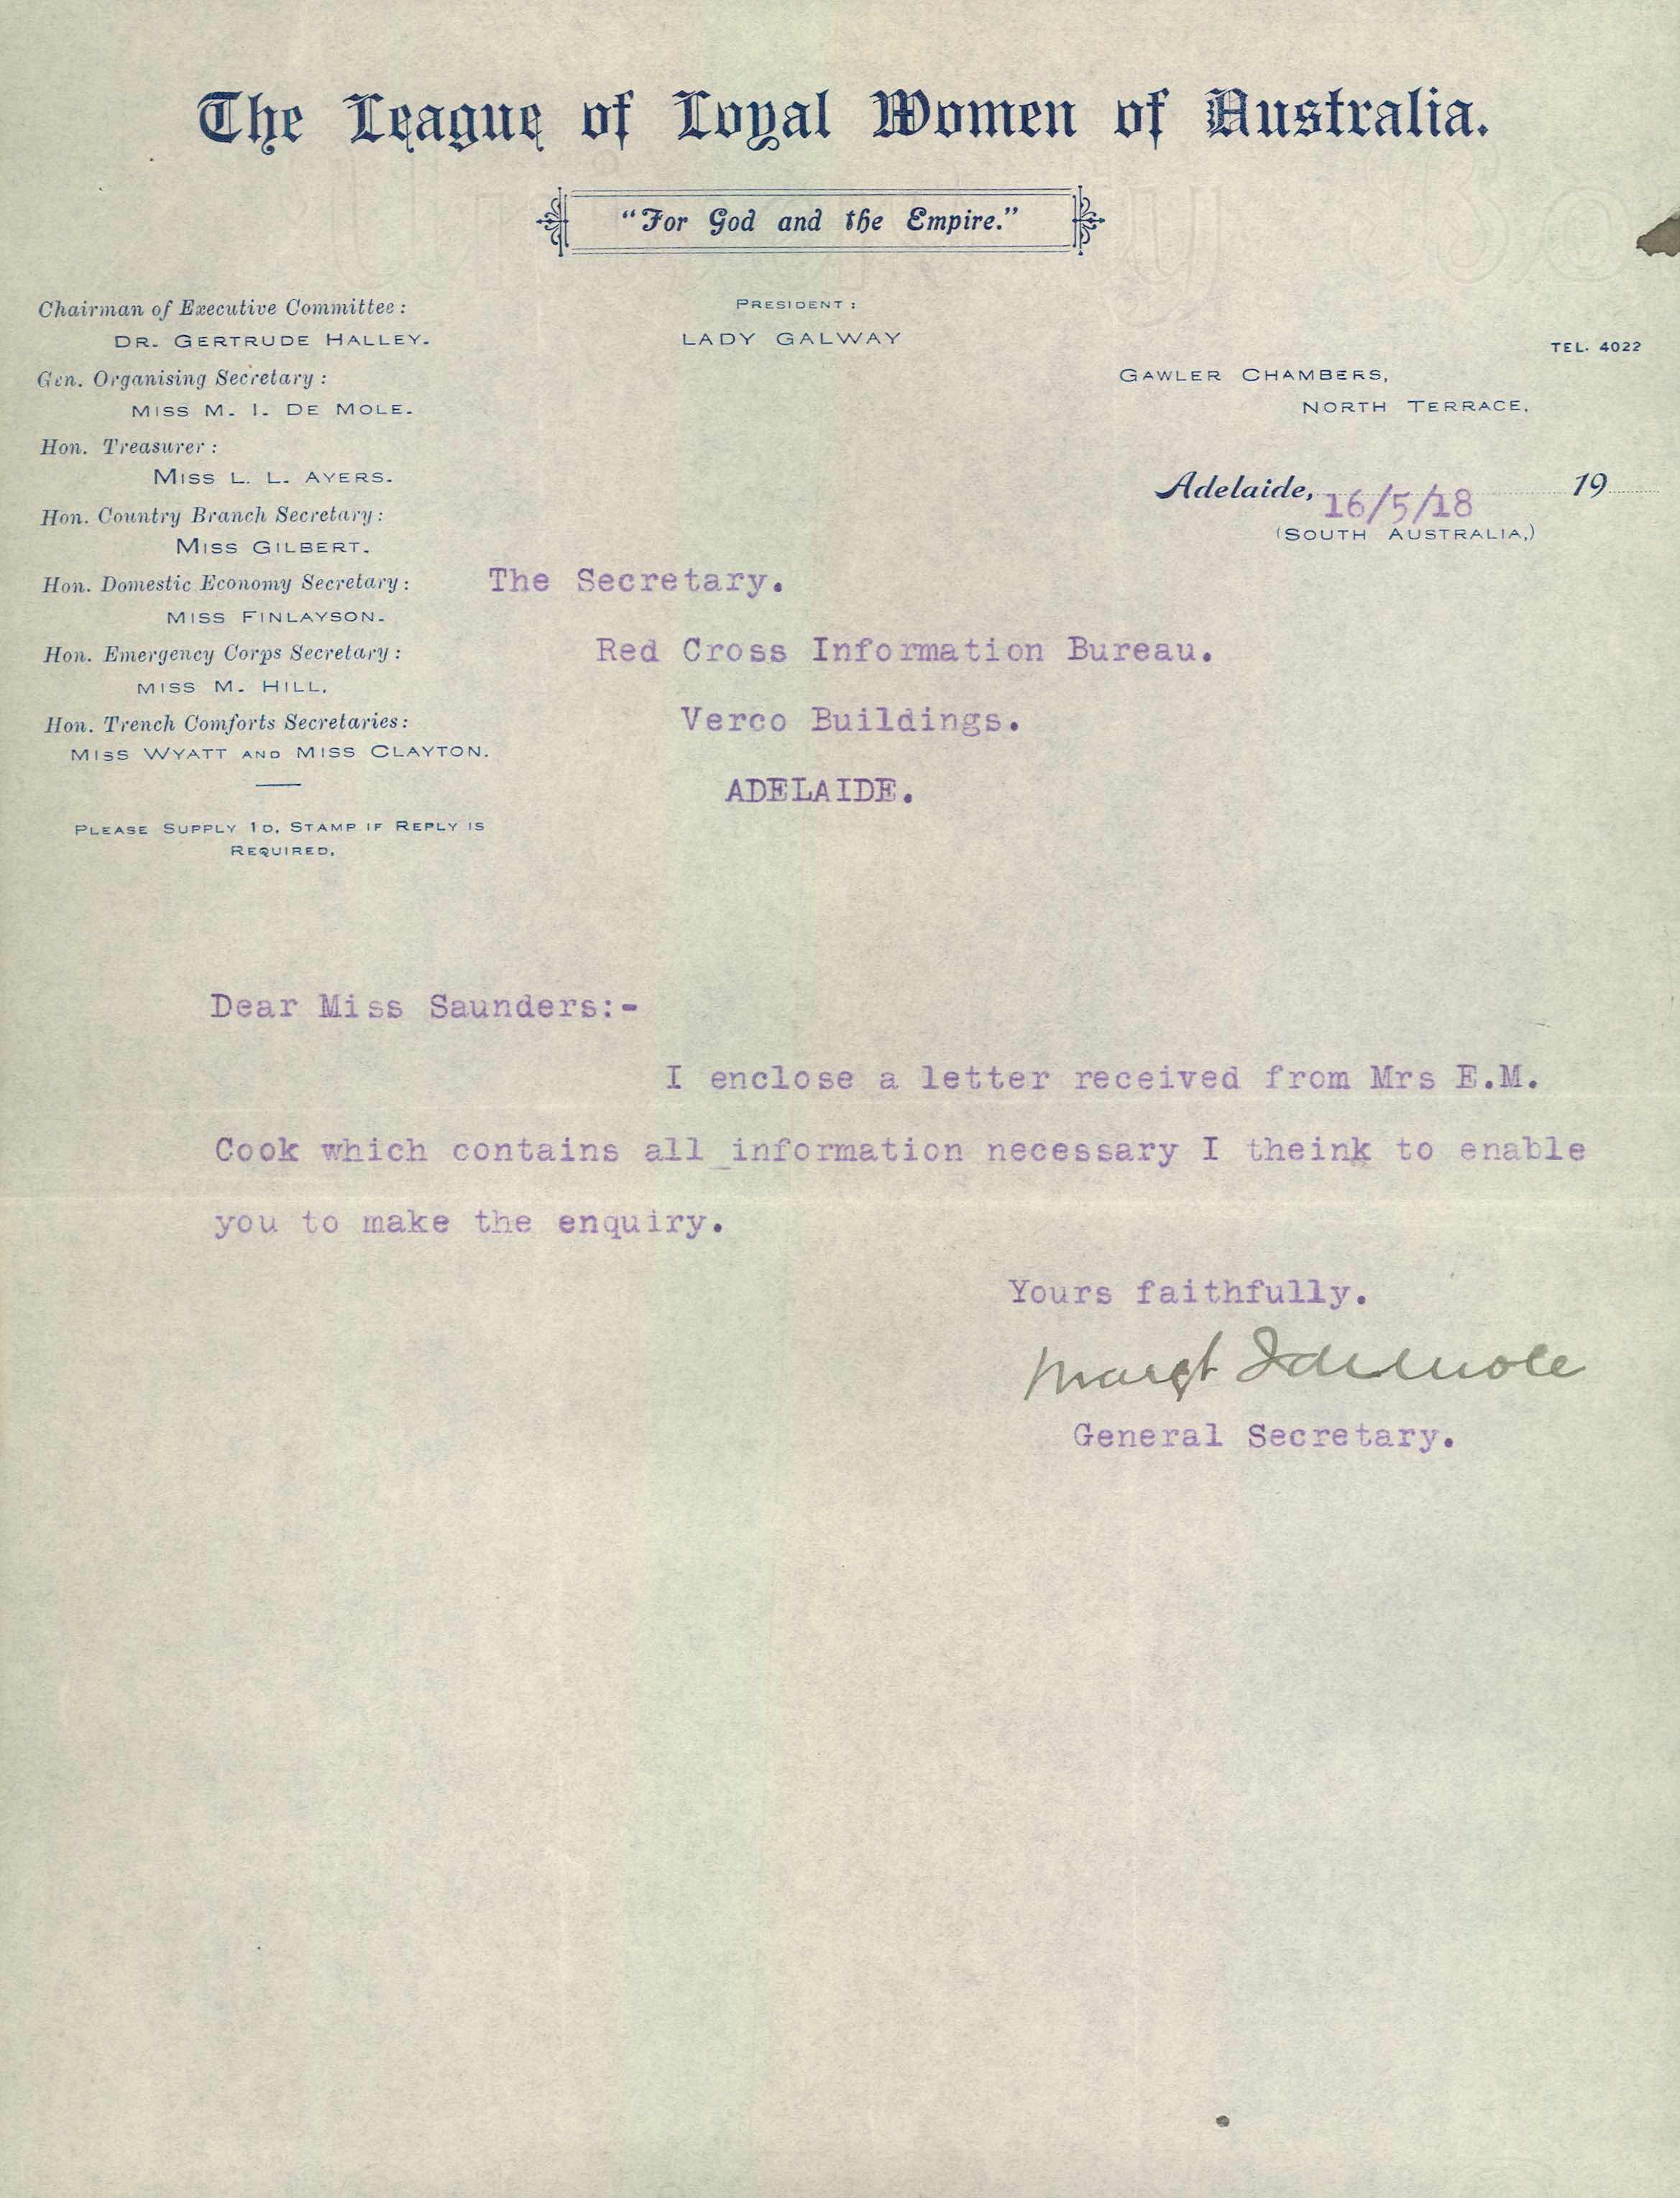 The League of Loyal Women of Australia.
"For God and the Empire."
Chairman of Executive Committee:
DR. GERTRUDE HALLEY.
Gen. Organising Secretary:
MISS M. I. DE MOLE.
Hon. Treasurer:
MISS L. L. AYERS.
Hon. Country Branch Secretary:
MISS GILBERT.
Hon. Domestic Economy Secretary:
MISS FINLAYSON.
Hon. Emergency Corps Secretary:
MISS M. HILL.
Hon. Trench Comforts Secretaries:
MISS WYATT AND MISS CLAYTON.
PLEASE SUPPLY 1D. STAMP IF REPLY IS
REQUIRED.
PRESIDENT:
LADY GALWAY
TEL. 4022
GAWLER CHAMBERS,
NORTH TERRACE,
Adelaide, 16/5/18 19
(SOUTH AUSTRALIA,)
The Secretary.
Red Cross Information Bureau.
Verco Buildings.
ADELAIDE.
Dear Miss Saunders:-
I enclose a letter received from Mrs E.M.
Cook which contains all information necessary I theink to enable
you to make the enquiry.
Yours faithfully.
Margt I de Mole
General Secretary.